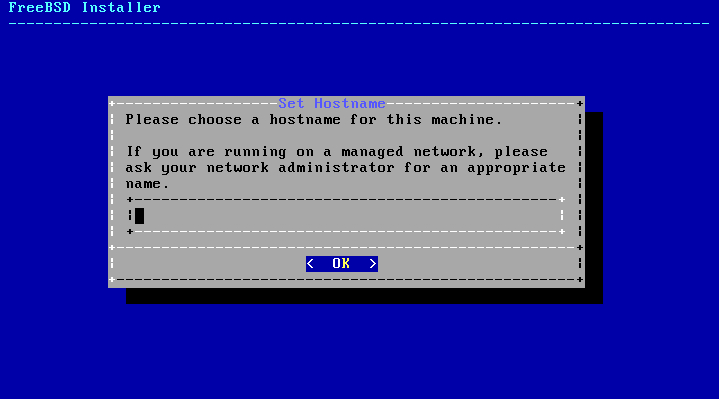 FreeBSD Installer
Set Hostname
Please choose a hostname for this machine.
If you are running on a managed network, please
ask your network administrator for an appropriate
name.
< OK >